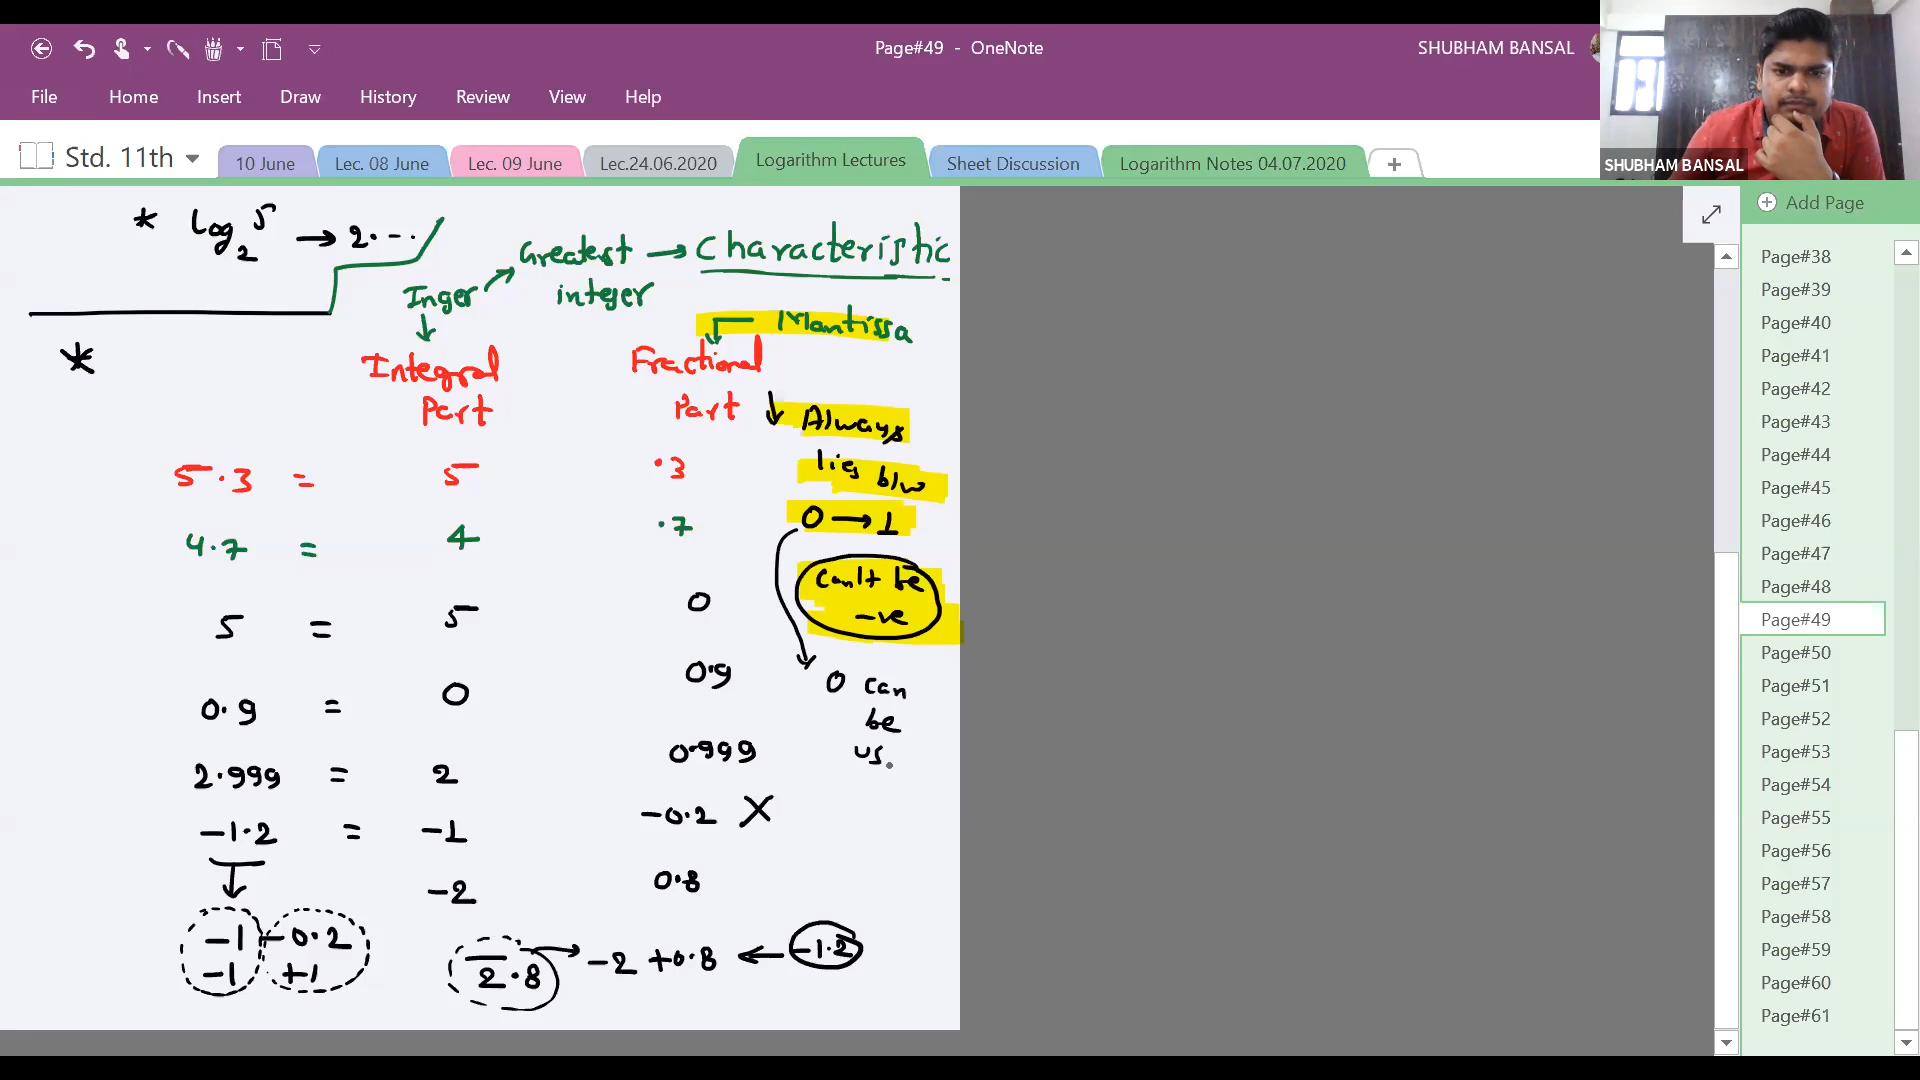 Page#49 - OneNote
SHUBHAM BANSAL
File Home Insert Draw History Review View Help
SHUBHAM BANSAL
Std. 11th
10 June
Lec. 08 June
Lec. 09 June
Lec.24.06.2020
Logarithm Lectures
Sheet Discussion
Logarithm Notes 04.07.2020
+
* Log₂5 → 2.--
Inger
Greatest integer → Characteristic
Mantissa
*
Integral Part
Fractional Part
Always
lies b/w
0 → 1
Can't be
-ve
0 can
be
us.
5.3 = 5 .3
4.7 = 4 .7
5 = 5 0
0.9 = 0 0.9
2.999 = 2 0.999
-1.2 = -1 -0.2 X
-2 0.8
-1 -0.2
-1 +1
2̅.8 → -2 +0.8 ← -1.2
Add Page
Page#38
Page#39
Page#40
Page#41
Page#42
Page#43
Page#44
Page#45
Page#46
Page#47
Page#48
Page#49
Page#50
Page#51
Page#52
Page#53
Page#54
Page#55
Page#56
Page#57
Page#58
Page#59
Page#60
Page#61